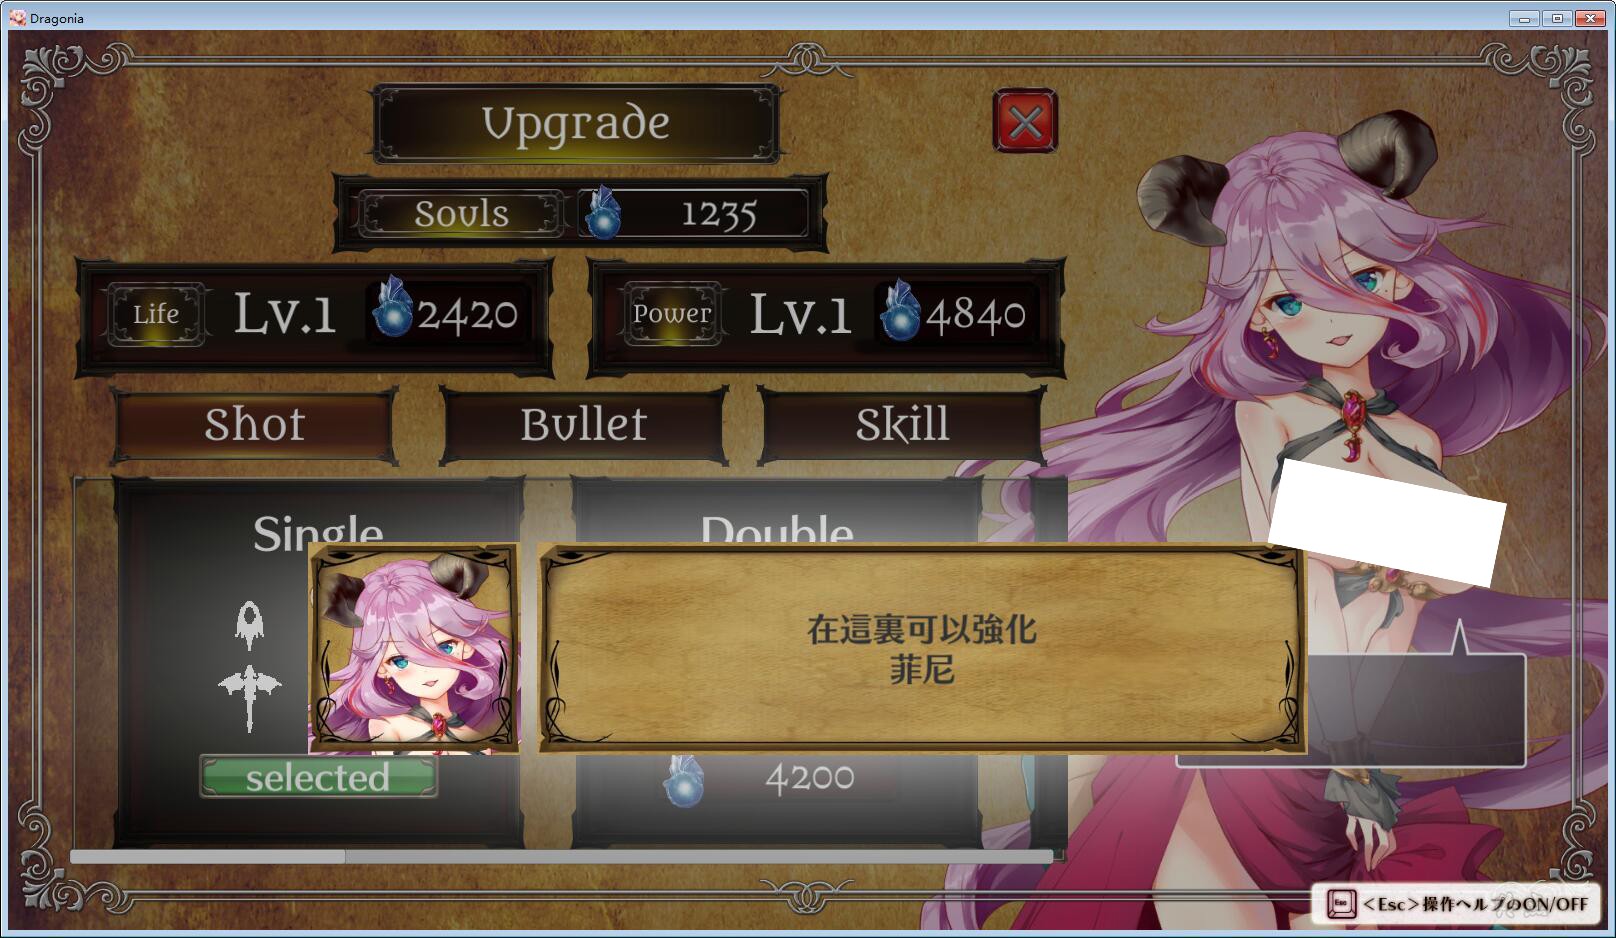 Dragonia
Upgrade
Souls 1235
Life Lv.1 2420
Power Lv.1 4840
Shot
Bullet
Skill
Single
Double
在這裏可以強化
菲尼
selected
4200
Esc
<Esc>操作ヘルプのON/OFF